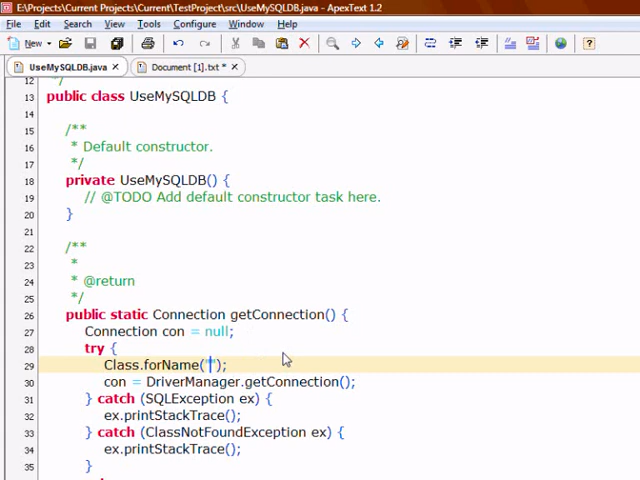 E:\Projects\Current\Current\TestProject\src\UseMySQLDB.java - ApexText 1.2
File Edit Search View Tools Configure Window Help
New
UseMySQLDB.java Document [1].txt *
12 */
13 public class UseMySQLDB {
14
15 /**
16 * Default constructor.
17 */
18 private UseMySQLDB() {
19 // @TODO Add default constructor task here.
20 }
21
22 /**
23 *
24 * @return
25 */
26 public static Connection getConnection() {
27 Connection con = null;
28 try {
29 Class.forName("");
30 con = DriverManager.getConnection();
31 } catch (SQLException ex) {
32 ex.printStackTrace();
33 } catch (ClassNotFoundException ex) {
34 ex.printStackTrace();
35 }